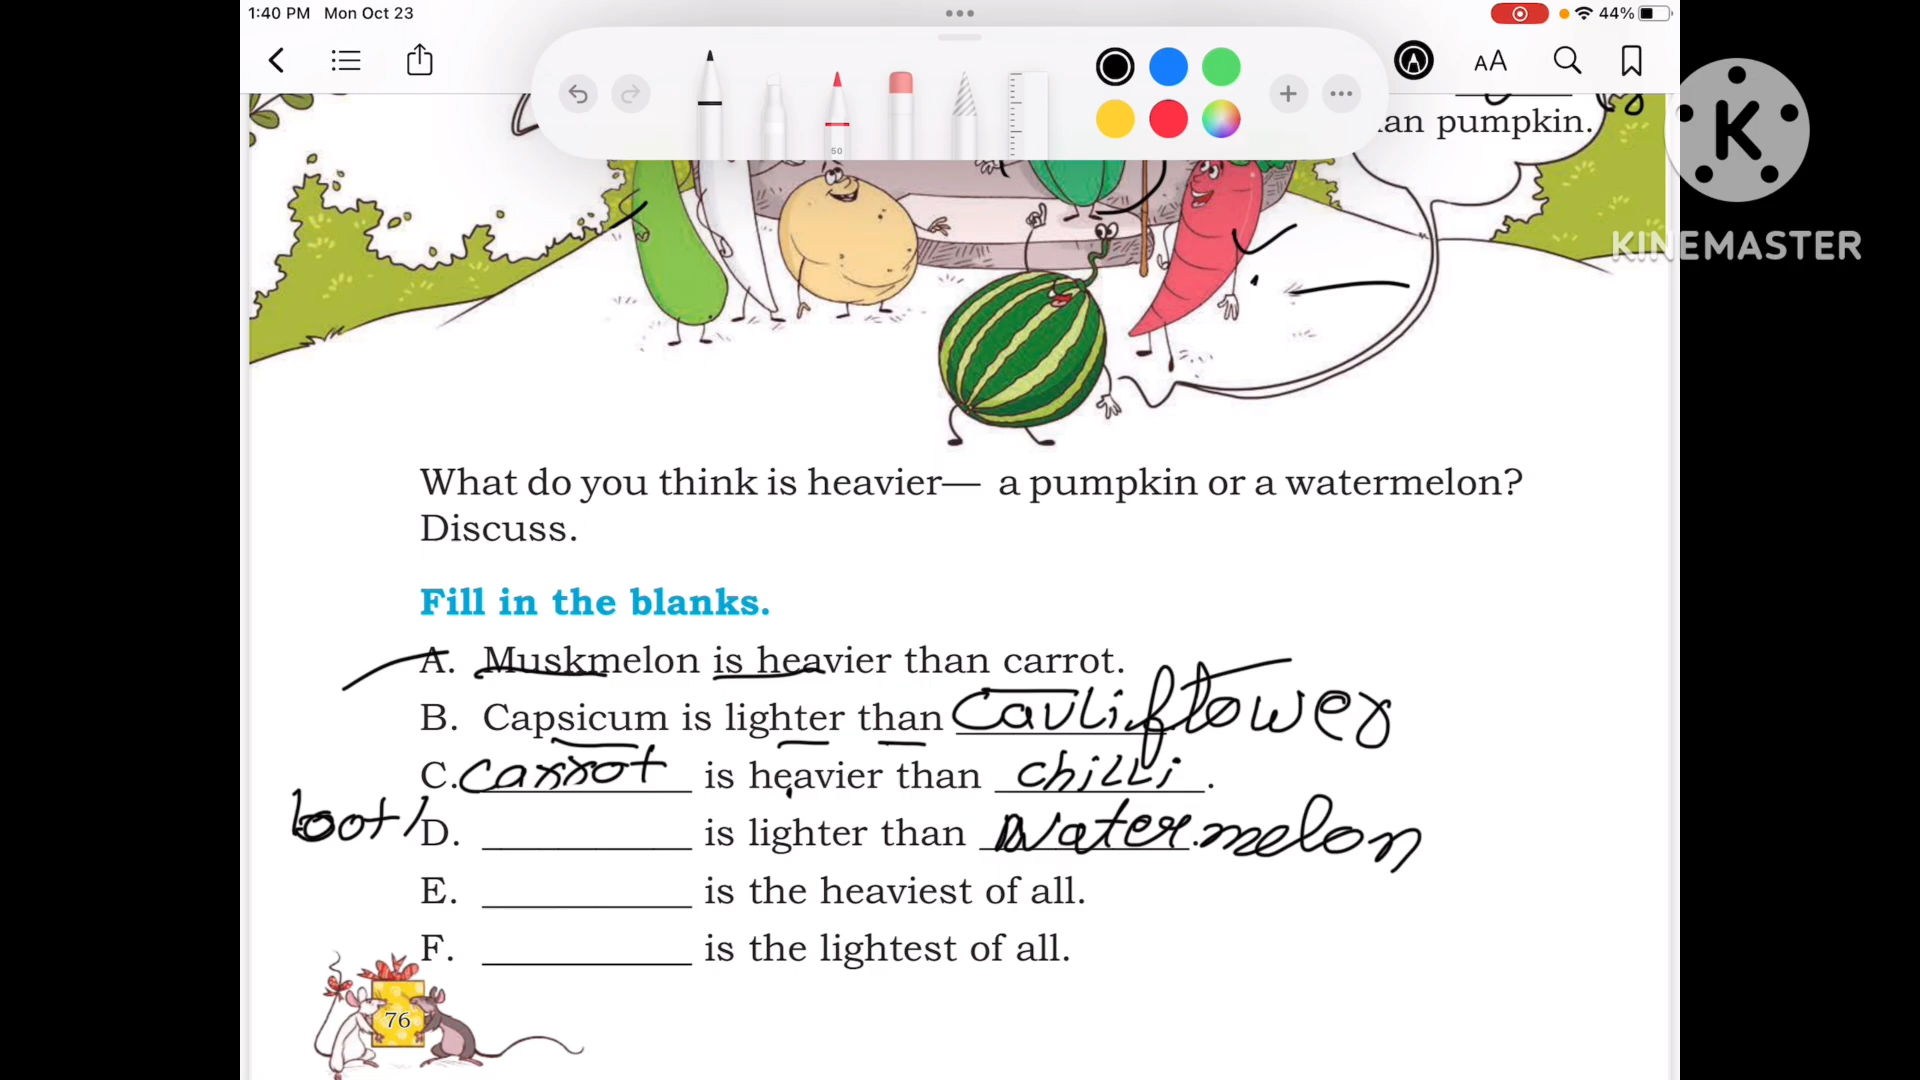 1:40 PM Mon Oct 23
44%
AA
50
an pumpkin.
K
KINEMASTER
What do you think is heavier— a pumpkin or a watermelon?
Discuss.
Fill in the blanks.
A. Muskmelon is heavier than carrot.
B. Capsicum is lighter than Cauliflower
C. carrot is heavier than chilli.
D. is lighter than watermelon.
E. is the heaviest of all.
F. is the lightest of all.
76